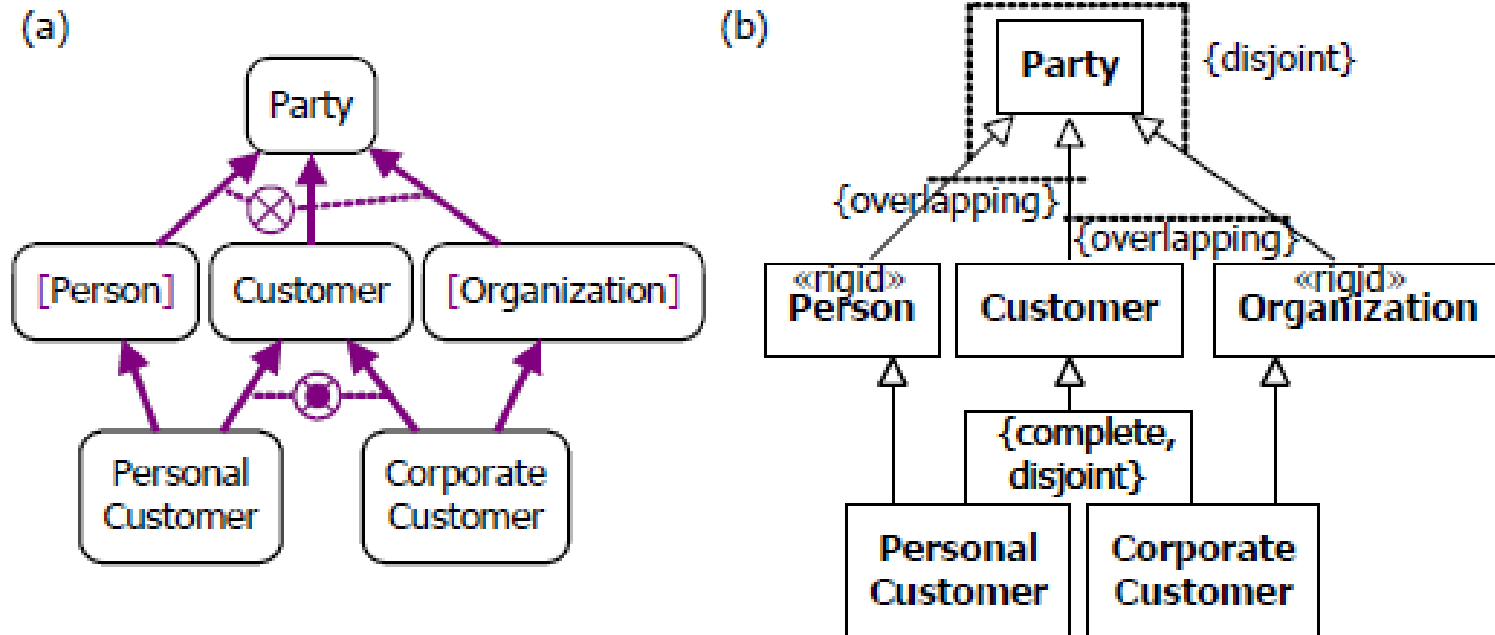 (a)
Party
[Person]
Customer
[Organization]
Personal
Customer
Corporate
Customer
(b)
Party
{disjoint}
{overlapping}
{overlapping}
«rigid»
Person
Customer
«rigid»
Organization
{complete,
disjoint}
Personal
Customer
Corporate
Customer